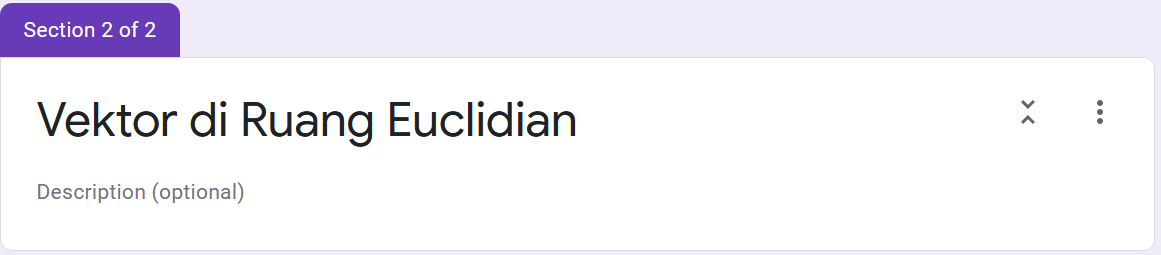 Section 2 of 2
Vektor di Ruang Euclidian
Description (optional)